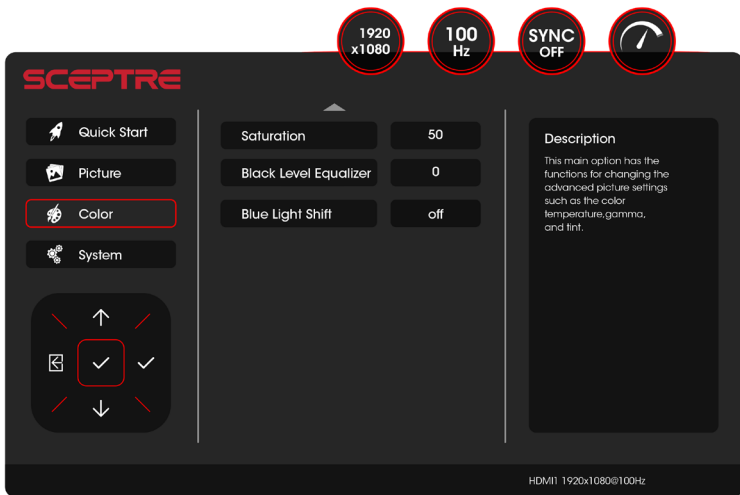 1920
x1080
100
Hz
SYNC
OFF
SCEPTRE
Quick Start
Picture
Color
System
Saturation 50
Black Level Equalizer 0
Blue Light Shift off
Description
This main option has the
functions for changing the
advanced picture settings
such as the color
temperature,gamma,
and tint.
HDMI1 1920x1080@100Hz